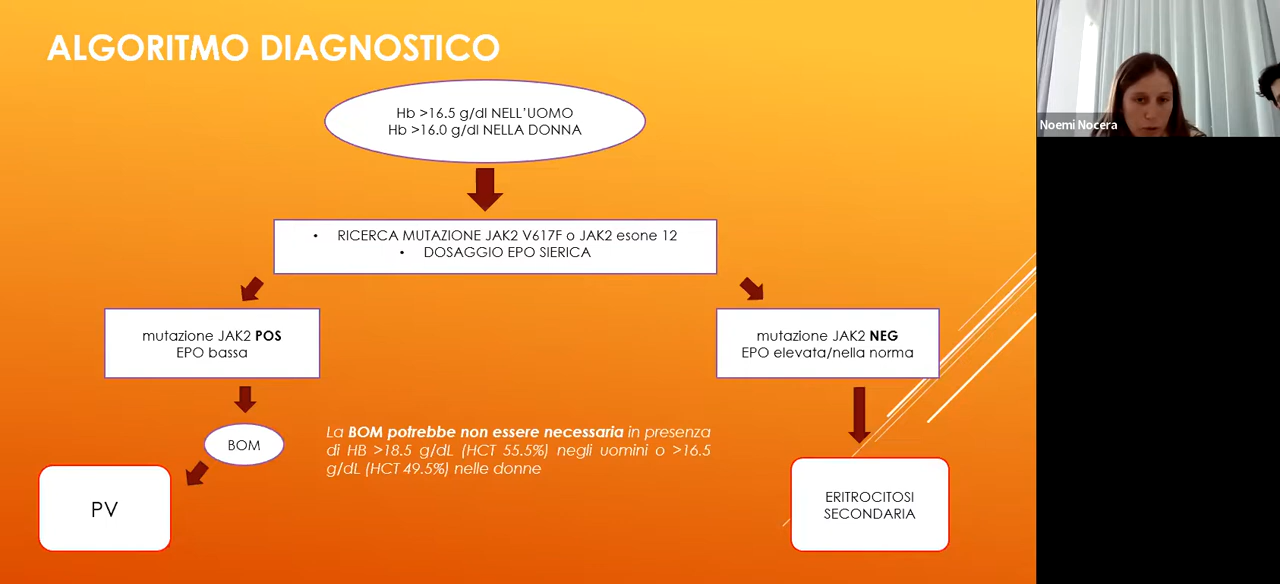 ALGORITMO DIAGNOSTICO
Hb >16.5 g/dl NELL'UOMO
Hb >16.0 g/dl NELLA DONNA
• RICERCA MUTAZIONE JAK2 V617F o JAK2 esone 12
• DOSAGGIO EPO SIERICA
mutazione JAK2 POS
EPO bassa
mutazione JAK2 NEG
EPO elevata/nella norma
BOM
La BOM potrebbe non essere necessaria in presenza
di HB >18.5 g/dL (HCT 55.5%) negli uomini o >16.5
g/dL (HCT 49.5%) nelle donne
PV
ERITROCITOSI
SECONDARIA
Noemi Nocera